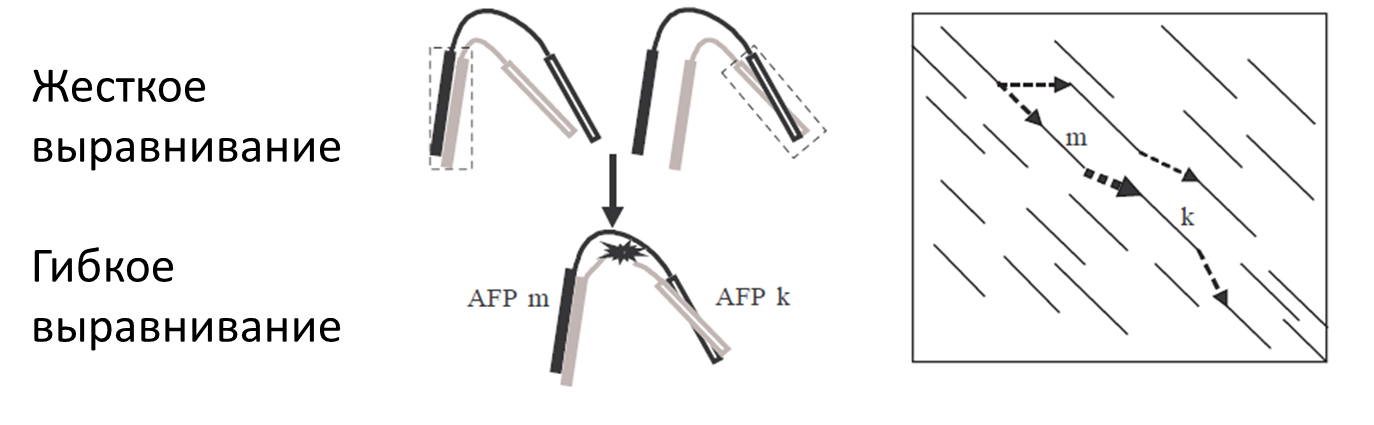 Жесткое
выравнивание
Гибкое
выравнивание
AFP m
AFP k
m
k